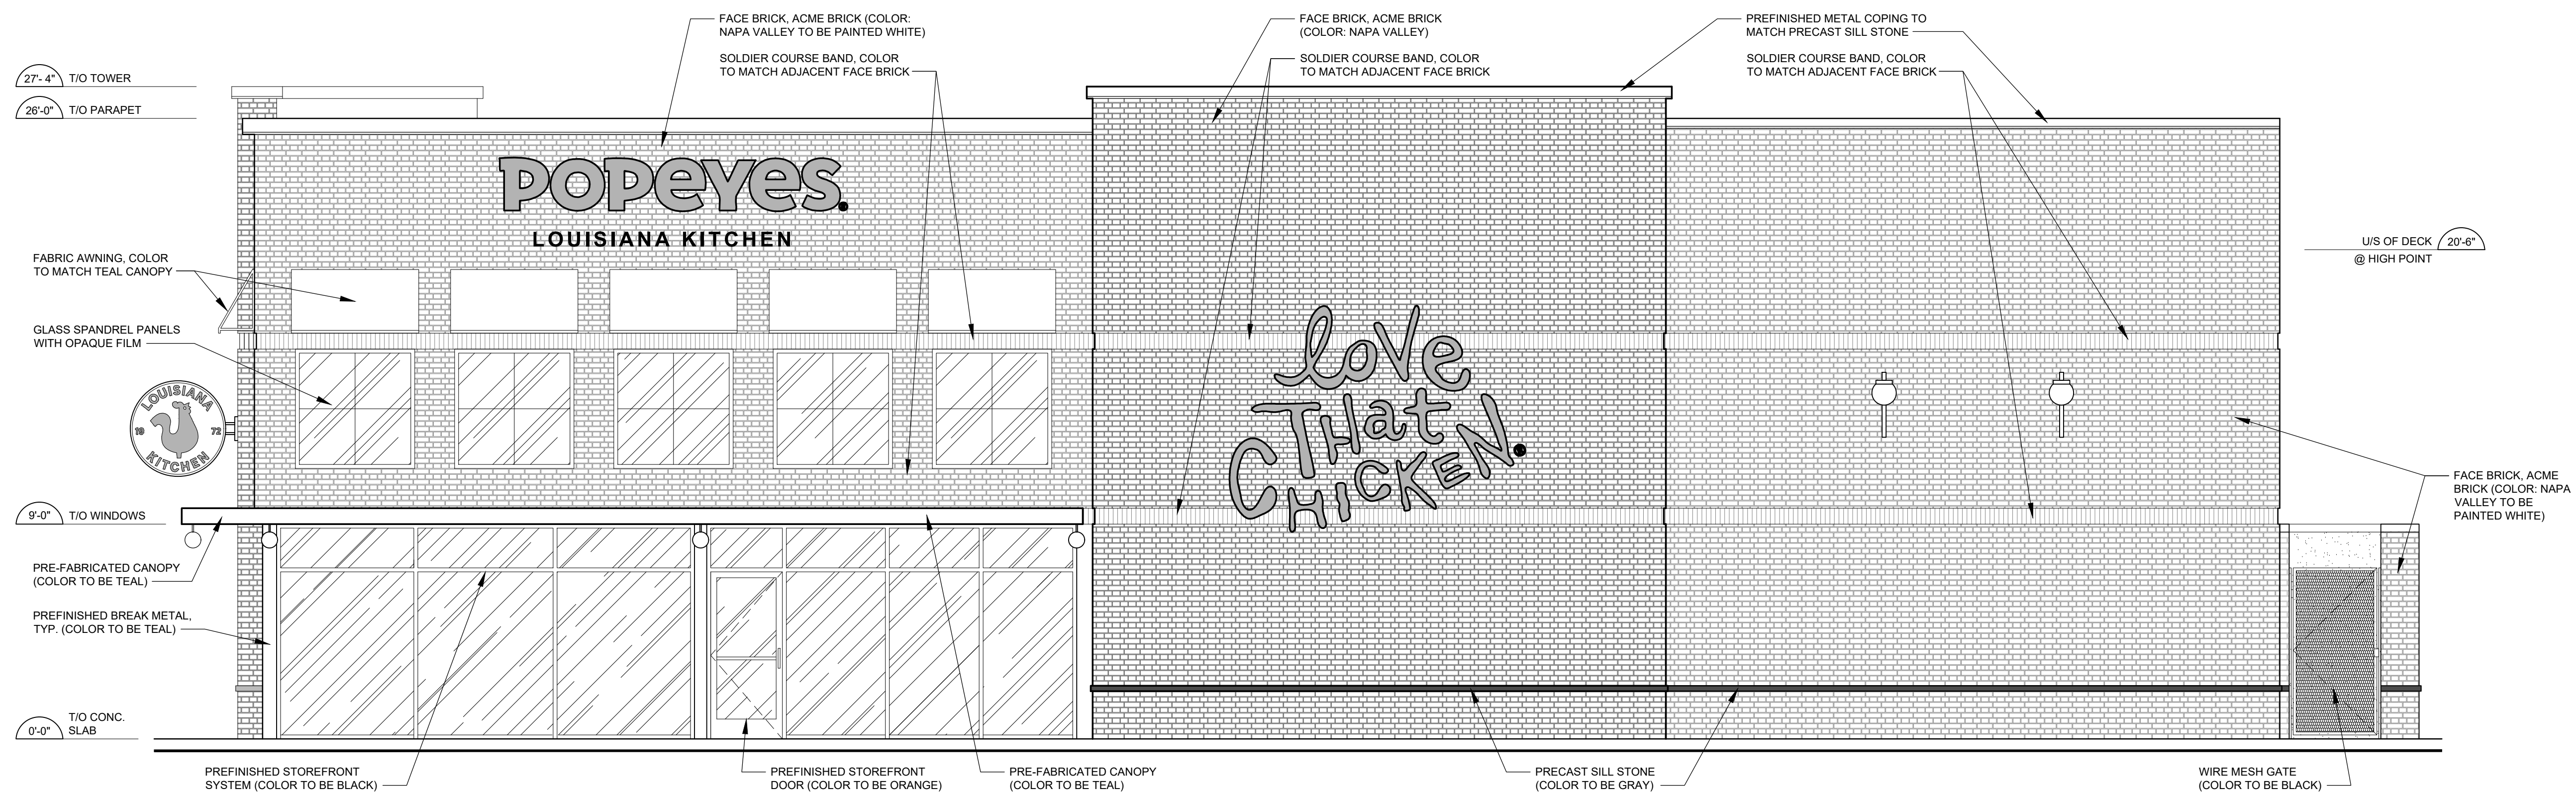 FACE BRICK, ACME BRICK (COLOR:
NAPA VALLEY TO BE PAINTED WHITE)
SOLDIER COURSE BAND, COLOR
TO MATCH ADJACENT FACE BRICK
FACE BRICK, ACME BRICK
(COLOR: NAPA VALLEY)
SOLDIER COURSE BAND, COLOR
TO MATCH ADJACENT FACE BRICK
PREFINISHED METAL COPING TO
MATCH PRECAST SILL STONE
SOLDIER COURSE BAND, COLOR
TO MATCH ADJACENT FACE BRICK
27'- 4" T/O TOWER
26'-0" T/O PARAPET
POPEYES
LOUISIANA KITCHEN
U/S OF DECK 20'-6"
@ HIGH POINT
FABRIC AWNING, COLOR
TO MATCH TEAL CANOPY
GLASS SPANDREL PANELS
WITH OPAQUE FILM
LOUISIANA
19 72
KITCHEN
LOVE
THAT
CHICKEN.
FACE BRICK, ACME
BRICK (COLOR: NAPA
VALLEY TO BE
PAINTED WHITE)
9'-0" T/O WINDOWS
PRE-FABRICATED CANOPY
(COLOR TO BE TEAL)
PREFINISHED BREAK METAL,
TYP. (COLOR TO BE TEAL)
T/O CONC.
0'-0" SLAB
PREFINISHED STOREFRONT
SYSTEM (COLOR TO BE BLACK)
PREFINISHED STOREFRONT
DOOR (COLOR TO BE ORANGE)
PRE-FABRICATED CANOPY
(COLOR TO BE TEAL)
PRECAST SILL STONE
(COLOR TO BE GRAY)
WIRE MESH GATE
(COLOR TO BE BLACK)